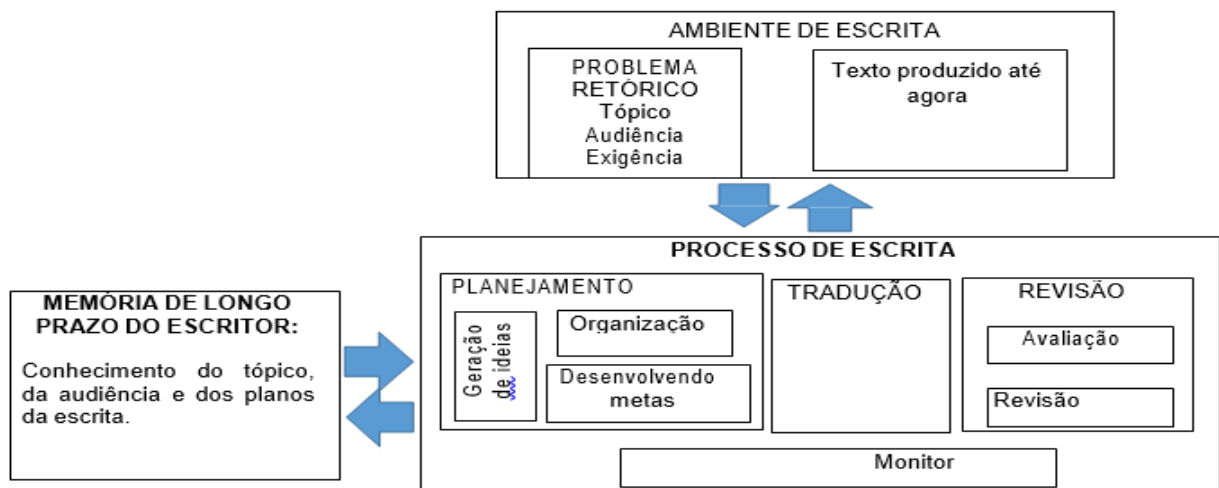 AMBIENTE DE ESCRITA
PROBLEMA
RETÓRICO
Tópico
Audiência
Exigência
Texto produzido até
agora
PROCESSO DE ESCRITA
MEMÓRIA DE LONGO
PRAZO DO ESCRITOR:
Conhecimento do tópico,
da audiência e dos planos
da escrita.
PLANEJAMENTO
Geração
de ideias
Organização
Desenvolvendo
metas
TRADUÇÃO
REVISÃO
Avaliação
Revisão
Monitor